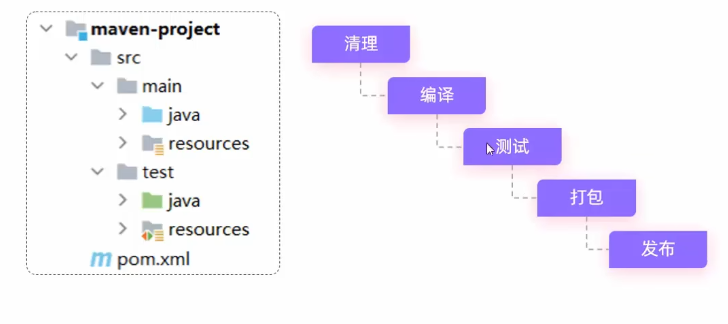 maven-project
src
main
java
resources
test
java
resources
pom.xml
清理
编译
测试
打包
发布